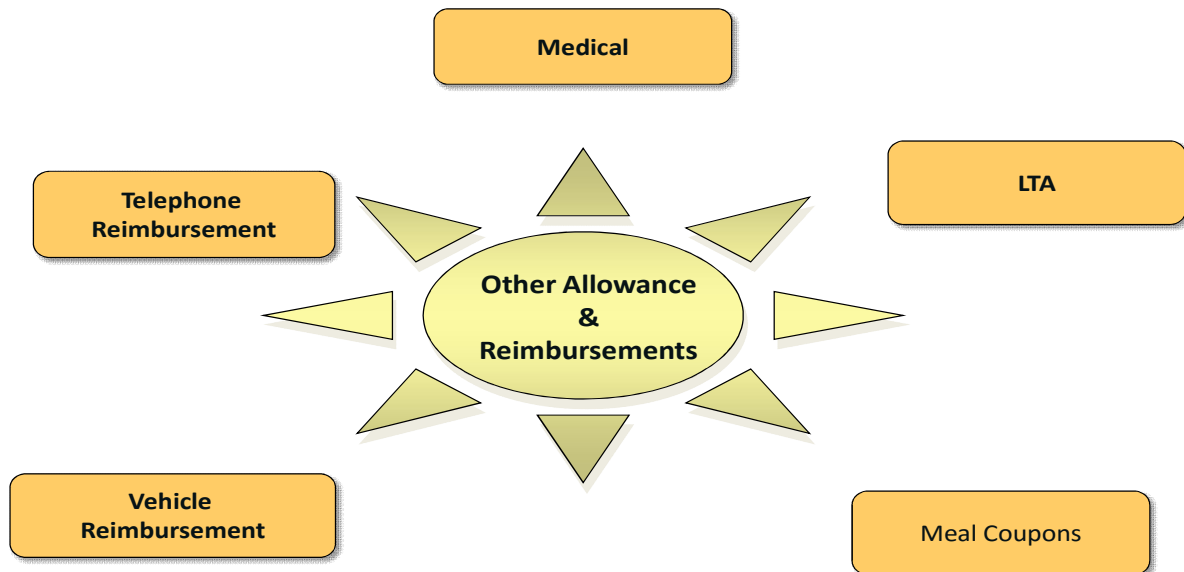 Medical
LTA
Telephone
Reimbursement
Other Allowance
&
Reimbursements
Vehicle
Reimbursement
Meal Coupons